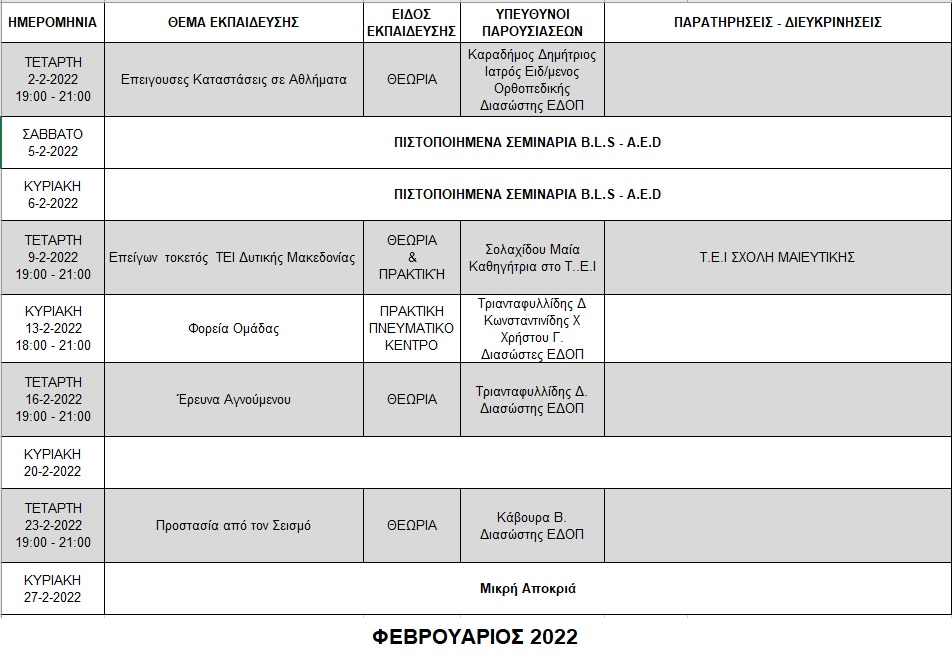 ΗΜΕΡΟΜΗΝΙΑ
ΘΕΜΑ ΕΚΠΑΙΔΕΥΣΗΣ
ΕΙΔΟΣ
ΕΚΠΑΙΔΕΥΣΗΣ
ΥΠΕΥΘΥΝΟΙ
ΠΑΡΟΥΣΙΑΣΕΩΝ
ΠΑΡΑΤΗΡΗΣΕΙΣ - ΔΙΕΥΚΡΙΝΗΣΕΙΣ
ΤΕΤΑΡΤΗ
2-2-2022
19:00 - 21:00
Επειγουσες Καταστάσεις σε Αθλήματα
ΘΕΩΡΙΑ
Καραδήμος Δημήτριος
Ιατρός Ειδ/μενος
Ορθοπεδικής
Διασώστης ΕΔΟΠ
ΣΑΒΒΑΤΟ
5-2-2022
ΠΙΣΤΟΠΟΙΗΜΕΝΑ ΣΕΜΙΝΑΡΙΑ B.L.S - A.E.D
ΚΥΡΙΑΚΗ
6-2-2022
ΠΙΣΤΟΠΟΙΗΜΕΝΑ ΣΕΜΙΝΑΡΙΑ B.L.S - A.E.D
ΤΕΤΑΡΤΗ
9-2-2022
19:00 - 21:00
Επείγων τοκετός ΤΕΙ Δυτικής Μακεδονίας
ΘΕΩΡΙΑ
&
ΠΡΑΚΤΙΚΉ
Σολαχίδου Μαία
Καθηγήτρια στο Τ..Ε.Ι
Τ.Ε.Ι ΣΧΟΛΗ ΜΑΙΕΥΤΙΚΗΣ
ΚΥΡΙΑΚΗ
13-2-2022
18:00 - 21:00
Φορεία Ομάδας
ΠΡΑΚΤΙΚΗ
ΠΝΕΥΜΑΤΙΚΟ
ΚΕΝΤΡΟ
Τριανταφυλλίδης Δ
Κωνσταντινίδης Χ
Χρήστου Γ.
Διασώστες ΕΔΟΠ
ΤΕΤΑΡΤΗ
16-2-2022
19:00 - 21:00
Έρευνα Αγνούμενου
ΘΕΩΡΙΑ
Τριανταφυλλίδης Δ.
Διασώστης ΕΔΟΠ
ΚΥΡΙΑΚΗ
20-2-2022
ΤΕΤΑΡΤΗ
23-2-2022
19:00 - 21:00
Προστασία από τον Σεισμό
ΘΕΩΡΙΑ
Κάβουρα Β.
Διασώστης ΕΔΟΠ
ΚΥΡΙΑΚΗ
27-2-2022
Μικρή Αποκριά
ΦΕΒΡΟΥΑΡΙΟΣ 2022